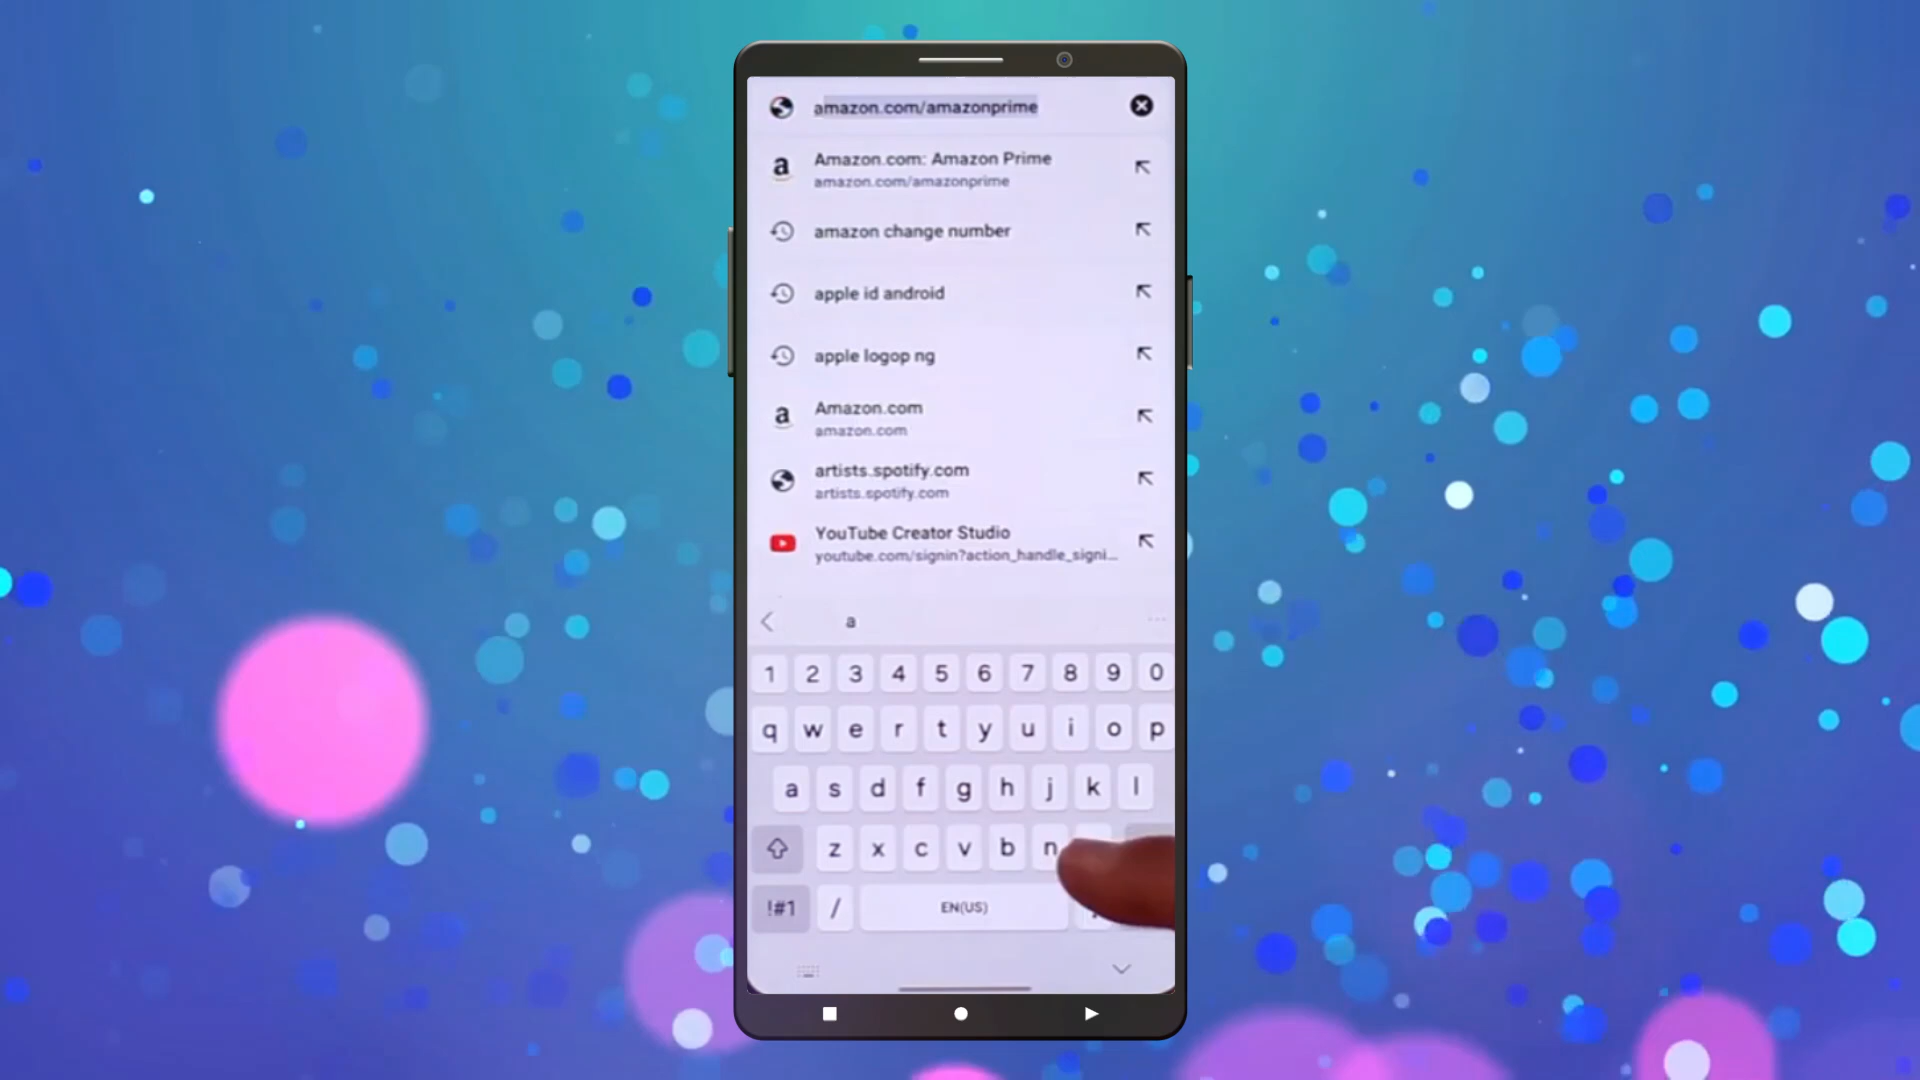 amazon.com/amazonprime
Amazon.com: Amazon Prime
amazon.com/amazonprime
amazon change number
apple id android
apple logop ng
Amazon.com
amazon.com
artists.spotify.com
artists.spotify.com
YouTube Creator Studio
youtube.com/signin?action_handle_signi...
a
1 2 3 4 5 6 7 8 9 0
q w e r t y u i o p
a s d f g h j k l
z x c v b n
!#1 / EN(US)